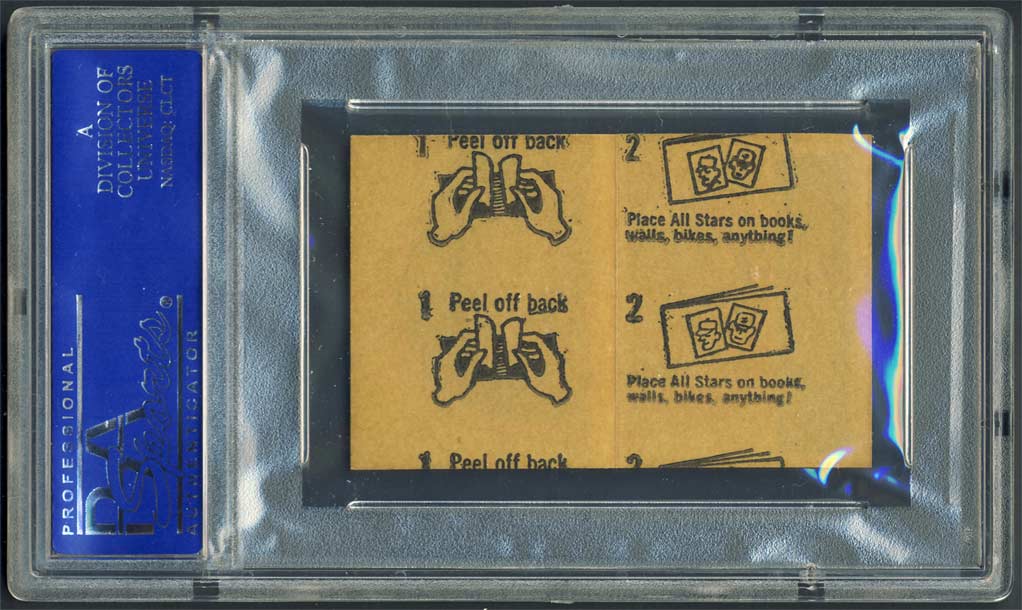 A
DIVISION OF
COLLECTORS
UNIVERSE
NASDAQ: CLCT
PROFESSIONAL
PSA
Sports®
AUTHENTICATOR
1 Peel off back
2
Place All Stars on books,
walls, bikes, anything!
1 Peel off back
2
Place All Stars on books,
walls, bikes, anything!
1 Peel off back
2